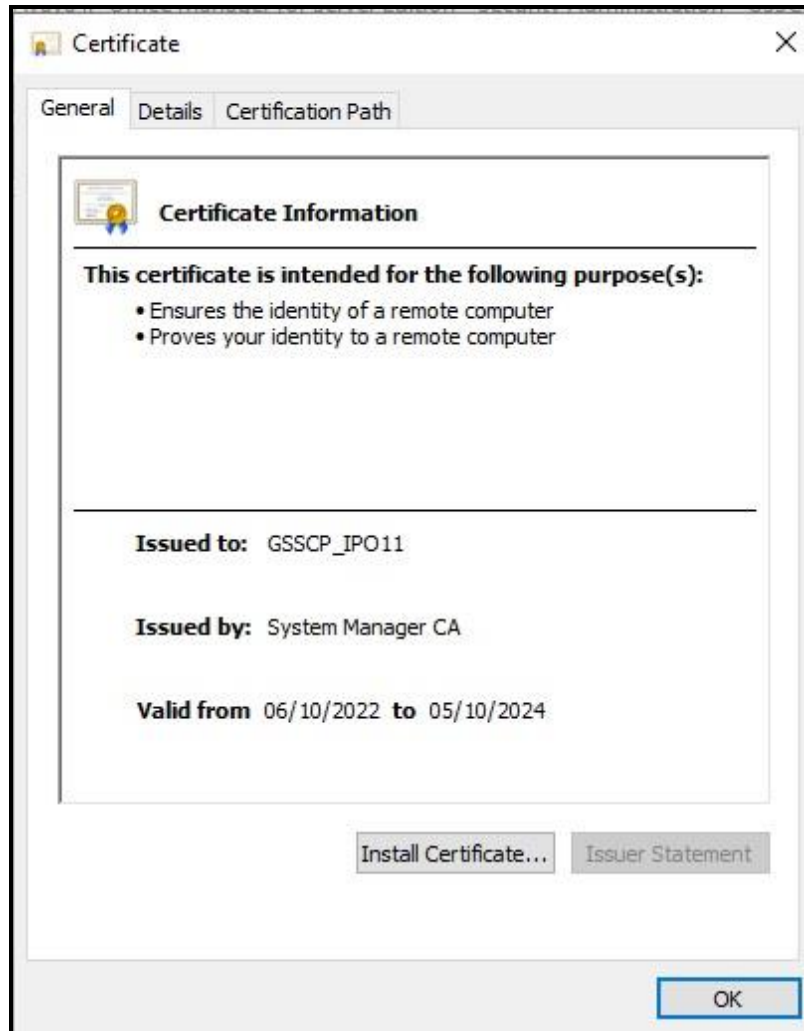 Certificate
General Details Certification Path
Certificate Information
This certificate is intended for the following purpose(s):
• Ensures the identity of a remote computer
• Proves your identity to a remote computer
Issued to: GSSCP_IPO11
Issued by: System Manager CA
Valid from 06/10/2022 to 05/10/2024
Install Certificate... Issuer Statement
OK